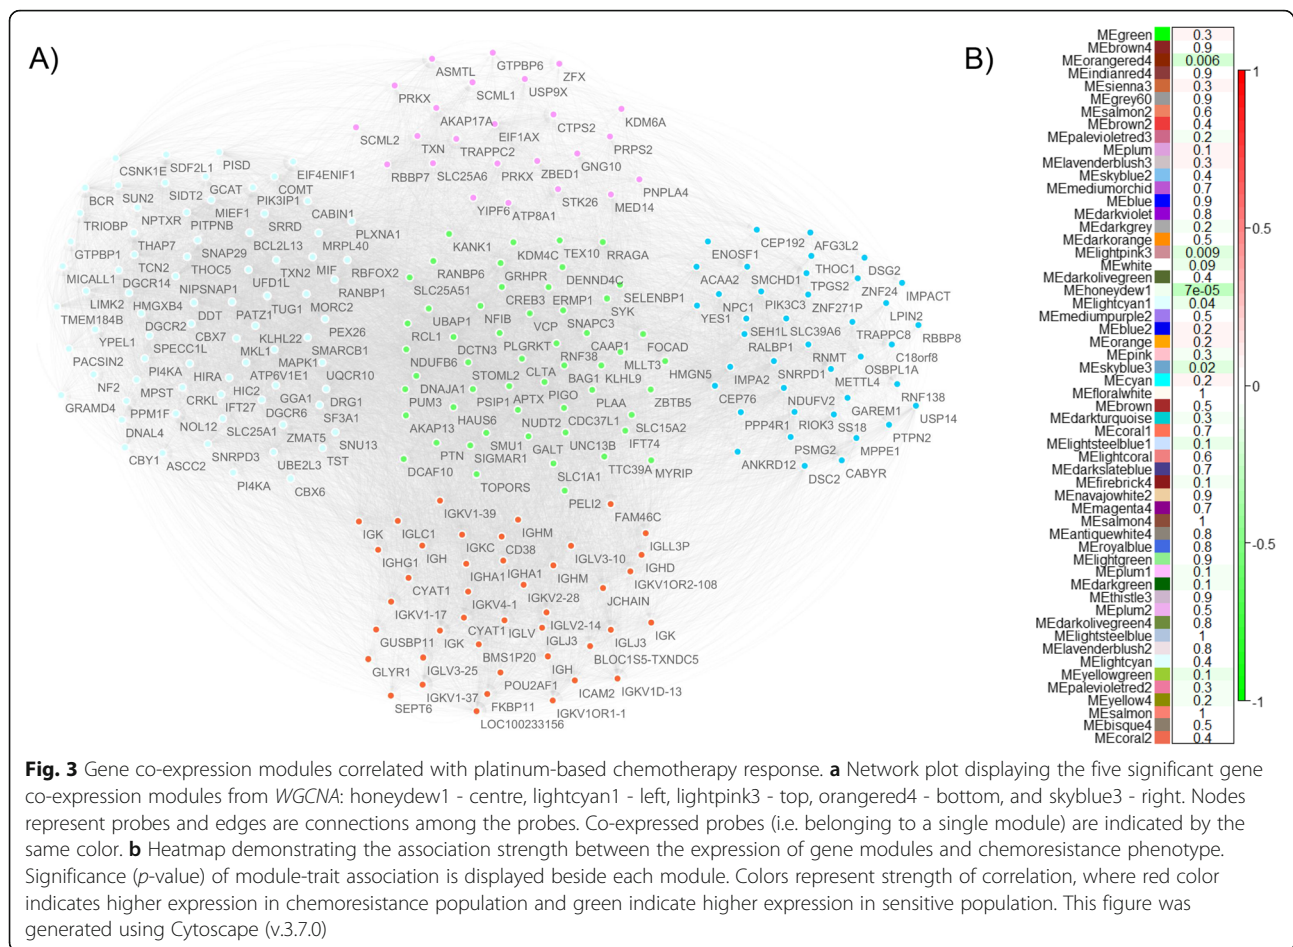 A)
ASMTL
GTPBP6
ZFX
PRKX
SCML1
USP9X
AKAP17A
CTPS2
KDM6A
SCML2
TXN
EIF1AX
TRAPPC2
PRPS2
GNG10
RBBP7
SLC25A6
PRKX
ZBED1
PNPLA4
YIPF6
ATP8A1
STK26
MED14
CSNK1E
SDF2L1
PISD
EIF4ENIF1
BCR
SUN2
SIDT2
GCAT
COMT
PIK3IP1
TRIOBP
NPTXR
PITPNB
MIEF1
CABIN1
SRRD
PLXNA1
GTPBP1
THAP7
SNAP29
BCL2L13
MRPL40
MICALL1
TCN2
THOC5
TXN2
MIF
RBFOX2
DGCR14
NIPSNAP1
UFD1L
RANBP1
LIMK2
HMGXB4
TUG1
MORC2
TMEM184B
DDT
PATZ1
DGCR2
CBX7
KLHL22
PEX26
YPEL1
SPECC1L
MKL1
SMARCB1
PACSIN2
PI4KA
MAPK1
HIRA
ATP6V1E1
UQCR10
NF2
MPST
HIC2
GRAMD4
CRKL
GGA1
DRG1
PPM1F
IFT27
DGCR6
SF3A1
DNAL4
NOL12
SLC25A1
ZMAT5
SNU13
CBY1
ASCC2
SNRPD3
UBE2L3
TST
PI4KA
CBX6
KANK1
KDM4C
TEX10
RRAGA
RANBP6
GRHPR
DENND4C
SLC25A51
CREB3
ERMP1
SELENBP1
UBAP1
NFIB
SYK
VCP
SNAPC3
RCL1
PLGRKT
CAAP1
FOCAD
DCTN3
RNF38
NDUFB6
STOML2
CLTA
MLLT3
HMGN5
DNAJA1
BAG1
KLHL9
PUM3
PSIP1
APTX
PIGO
PLAA
ZBTB5
HAUS6
NUDT2
CDC37L1
AKAP13
SLC15A2
SMU1
UNC13B
IFT74
PTN
SIGMAR1
GALT
DCAF10
SLC1A1
TTC39A
MYRIP
TOPORS
PELI2
CEP192
AFG3L2
ENOSF1
ACAA2
SMCHD1
THOC1
DSG2
TPGS2
IMPACT
NPC1
PIK3C3
ZNF271P
ZNF24
LPIN2
YES1
SEH1L
SLC39A6
TRAPPC8
RBBP8
RALBP1
RNMT
C18orf8
OSBPL1A
IMPA2
SNRPD1
METTL4
CEP76
NDUFV2
RNF138
GAREM1
USP14
PPP4R1
RIOK3
SS18
PTPN2
PSMG2
MPPE1
ANKRD12
DSC2
CABYR
IGKV1-39
FAM46C
IGK
IGLC1
IGHM
IGLL3P
IGKC
CD38
IGLV3-10
IGHG1
IGH
IGHD
IGHA1
IGHA1
IGHM
IGKV1OR2-108
CYAT1
IGKV2-28
JCHAIN
IGKV4-1
IGKV1-17
IGLV2-14
GUSBP11
IGK
CYAT1
IGLV
IGLJ3
IGLJ3
IGK
BMS1P20
BLOC1S5-TXNDC5
GLYR1
IGLV3-25
IGH
POU2AF1
ICAM2
IGKV1D-13
SEPT6
IGKV1-37
FKBP11
IGKV1OR1-1
LOC100233156
B)
MEgreen 0.3
MEbrown4 0.9
MEorangered4 0.006
MEindianred4 0.9
MEsienna3 0.3
MEgrey60 0.9
MEsalmon2 0.6
MEbrown2 0.4
MEpalevioletred3 0.2
MEplum 0.1
MElavenderblush3 0.3
MEskyblue2 0.4
MEmediumorchid 0.7
MEblue 0.9
MEdarkviolet 0.8
MEdarkgrey 0.2
MEdarkorange 0.5
MElightpink3 0.009
MEwhite 0.09
MEdarkolivegreen 0.4
MEhoneydew1 7e-05
MElightcyan1 0.04
MEmediumpurple2 0.5
MEblue2 0.2
MEorange 0.2
MEpink 0.3
MEskyblue3 0.02
MEcyan 0.2
MEfloralwhite 1
MEbrown 0.5
MEdarkturquoise 0.3
MEcoral1 0.7
MElightsteelblue1 0.1
MElightcoral 0.6
MEdarkslateblue 0.7
MEfirebrick4 0.1
MEnavajowhite2 0.9
MEmagenta4 0.7
MEsalmon4 1
MEantiquewhite4 0.8
MEroyalblue 0.8
MElightgreen 0.9
MEplum1 0.1
MEdarkgreen 0.1
MEthistle3 0.9
MEplum2 0.5
MEdarkolivegreen4 0.8
MElightsteelblue 1
MElavenderblush2 0.8
MElightcyan 0.4
MEyellowgreen 0.1
MEpalevioletred2 0.3
MEyellow4 0.2
MEsalmon 1
MEbisque4 0.5
MEcoral2 0.4
1
0.5
0
-0.5
-1
Fig. 3 Gene co-expression modules correlated with platinum-based chemotherapy response. a Network plot displaying the five significant gene
co-expression modules from WGCNA: honeydew1 - centre, lightcyan1 - left, lightpink3 - top, orangered4 - bottom, and skyblue3 - right. Nodes
represent probes and edges are connections among the probes. Co-expressed probes (i.e. belonging to a single module) are indicated by the
same color. b Heatmap demonstrating the association strength between the expression of gene modules and chemoresistance phenotype.
Significance (p-value) of module-trait association is displayed beside each module. Colors represent strength of correlation, where red color
indicates higher expression in chemoresistance population and green indicate higher expression in sensitive population. This figure was
generated using Cytoscape (v.3.7.0)